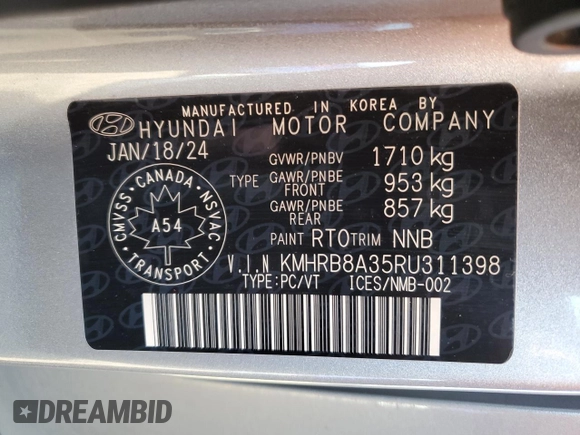 MANUFACTURED IN KOREA BY
HYUNDAI MOTOR COMPANY
JAN/18/24
GVWR/PNBV 1710 kg
TYPE GAWR/PNBE FRONT 953 kg
GAWR/PNBE REAR 857 kg
CANADA
CMVSS NSVAC
A54
TRANSPORT
PAINT RT0 TRIM NNB
V.I.N KMHRB8A35RU311398
TYPE:PC/VT ICES/NMB-002
DREAMBID